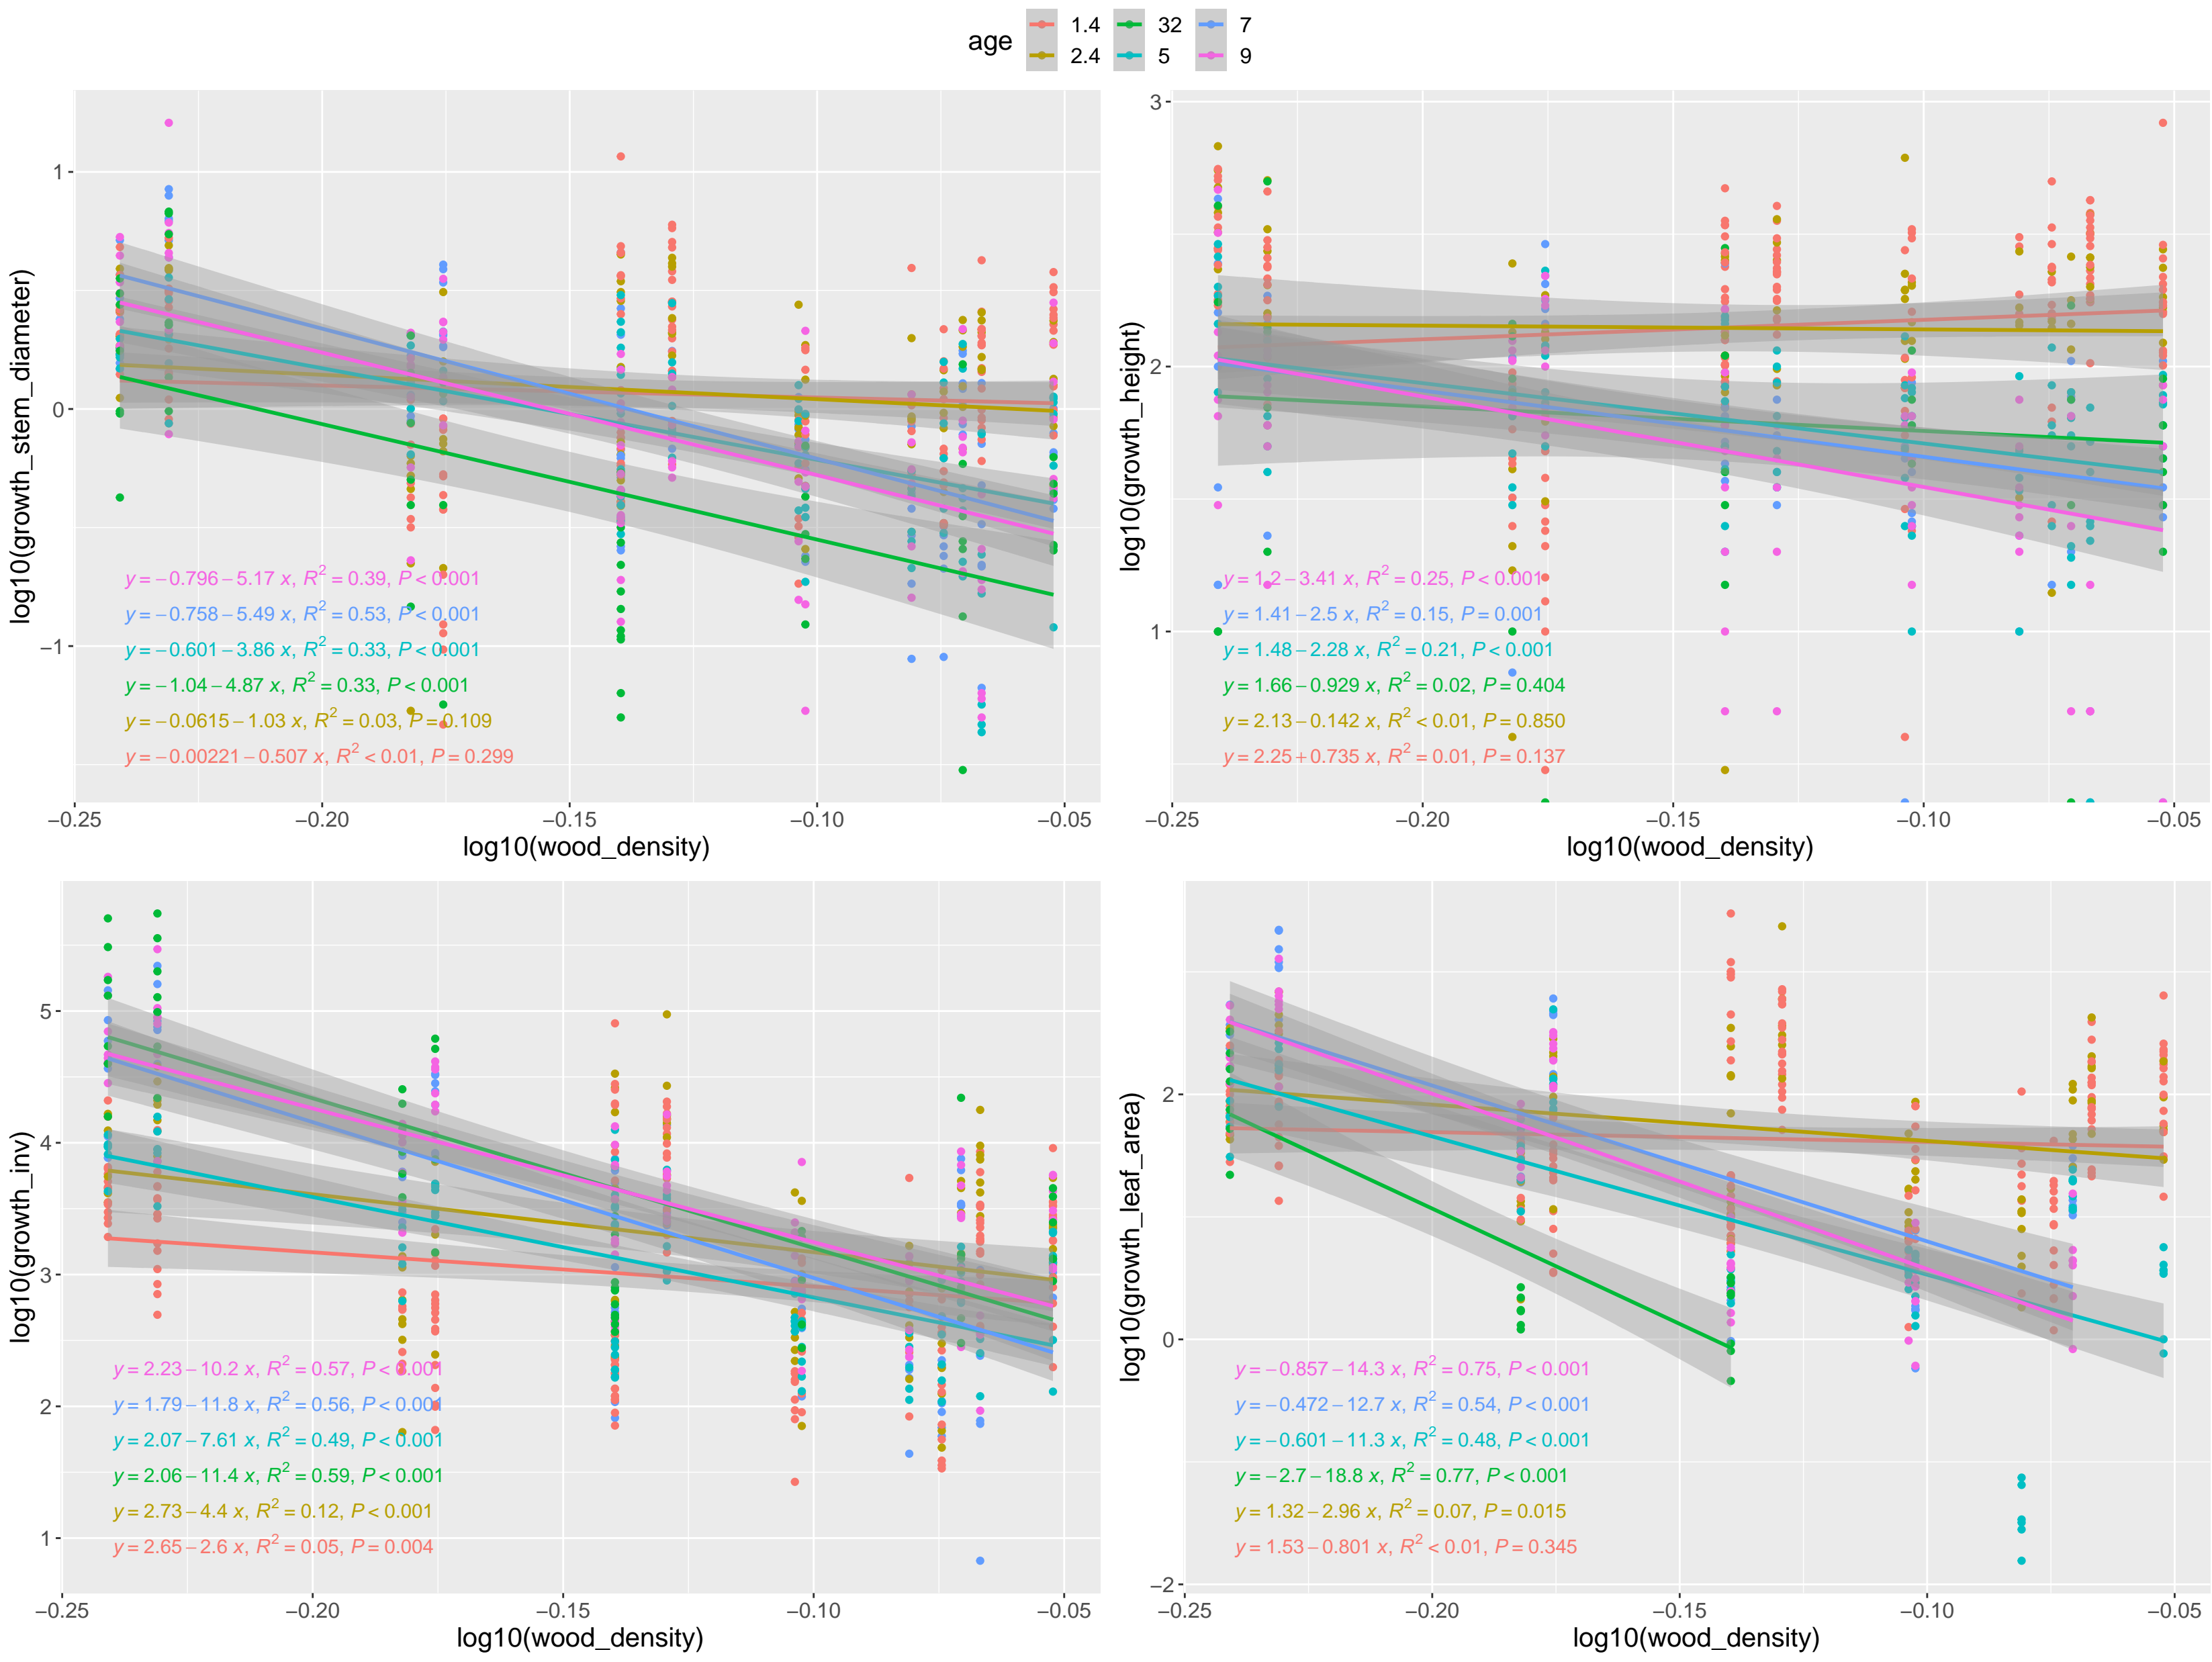 age
1.4 32 7
2.4 5 9
log10(growth_stem_diameter)
1
0
−1
y=−0.796−5.17 x, R2=0.39, P<0.001
y=−0.758−5.49 x, R2=0.53, P<0.001
y=−0.601−3.86 x, R2=0.33, P<0.001
y=−1.04−4.87 x, R2=0.33, P<0.001
y=−0.0615−1.03 x, R2=0.03, P=0.109
y=−0.00221−0.507 x, R2<0.01, P=0.299
−0.25 −0.20 −0.15 −0.10 −0.05
log10(wood_density)
log10(growth_height)
3
2
1
y=1.2−3.41 x, R2=0.25, P<0.001
y=1.41−2.5 x, R2=0.15, P=0.001
y=1.48−2.28 x, R2=0.21, P<0.001
y=1.66−0.929 x, R2=0.02, P=0.404
y=2.13−0.142 x, R2<0.01, P=0.850
y=2.25+0.735 x, R2=0.01, P=0.137
−0.25 −0.20 −0.15 −0.10 −0.05
log10(wood_density)
log10(growth_inv)
5
4
3
2
1
y=2.23−10.2 x, R2=0.57, P<0.001
y=1.79−11.8 x, R2=0.56, P<0.001
y=2.07−7.61 x, R2=0.49, P<0.001
y=2.06−11.4 x, R2=0.59, P<0.001
y=2.73−4.4 x, R2=0.12, P<0.001
y=2.65−2.6 x, R2=0.05, P=0.004
−0.25 −0.20 −0.15 −0.10 −0.05
log10(wood_density)
log10(growth_leaf_area)
2
0
−2
y=−0.857−14.3 x, R2=0.75, P<0.001
y=−0.472−12.7 x, R2=0.54, P<0.001
y=−0.601−11.3 x, R2=0.48, P<0.001
y=−2.7−18.8 x, R2=0.77, P<0.001
y=1.32−2.96 x, R2=0.07, P=0.015
y=1.53−0.801 x, R2<0.01, P=0.345
−0.25 −0.20 −0.15 −0.10 −0.05
log10(wood_density)